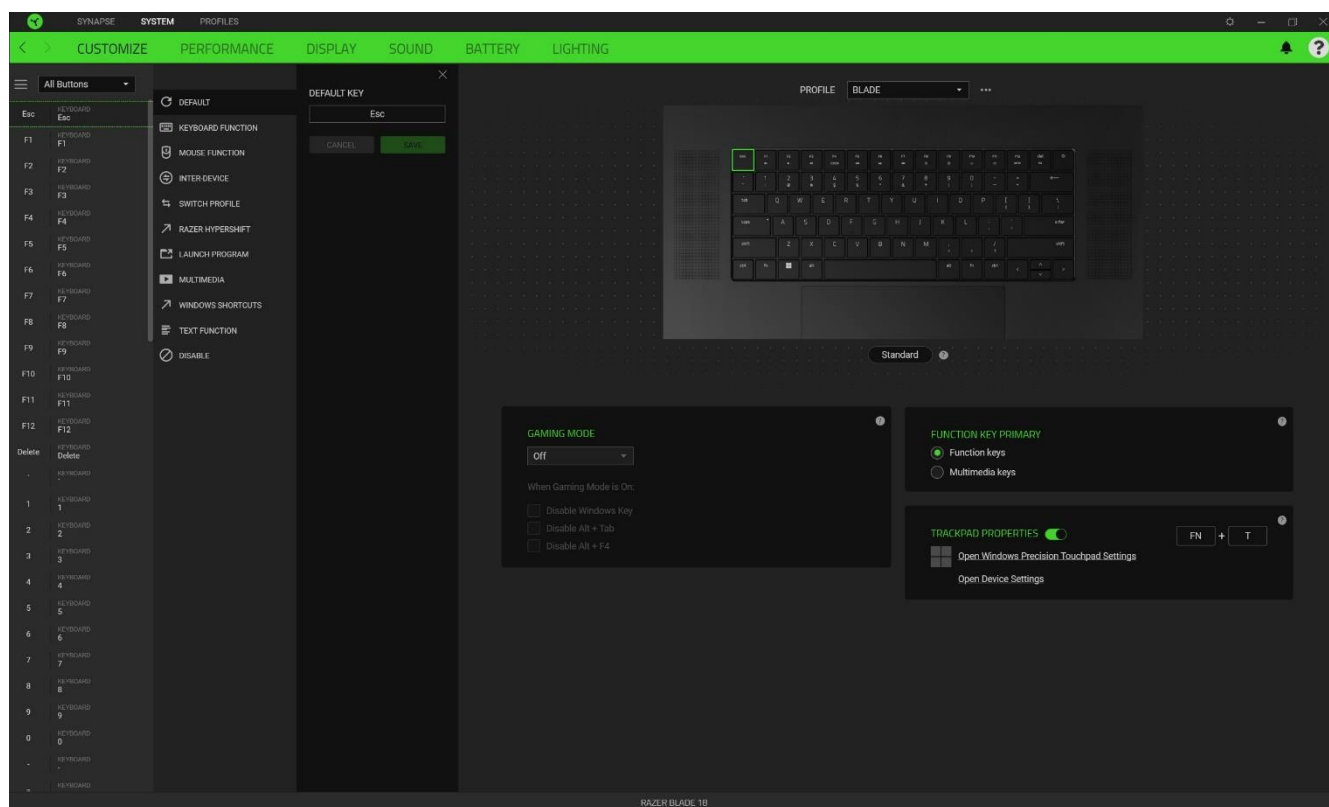 SYNAPSE SYSTEM PROFILES
CUSTOMIZE PERFORMANCE DISPLAY SOUND BATTERY LIGHTING
All Buttons
Esc KEYBOARD Esc
F1 KEYBOARD F1
F2 KEYBOARD F2
F3 KEYBOARD F3
F4 KEYBOARD F4
F5 KEYBOARD F5
F6 KEYBOARD F6
F7 KEYBOARD F7
F8 KEYBOARD F8
F9 KEYBOARD F9
F10 KEYBOARD F10
F11 KEYBOARD F11
F12 KEYBOARD F12
Delete KEYBOARD Delete
KEYBOARD
1 KEYBOARD 1
2 KEYBOARD 2
3 KEYBOARD 3
4 KEYBOARD 4
5 KEYBOARD 5
6 KEYBOARD 6
7 KEYBOARD 7
8 KEYBOARD 8
9 KEYBOARD 9
0 KEYBOARD 0
- KEYBOARD -
KEYBOARD
DEFAULT
KEYBOARD FUNCTION
MOUSE FUNCTION
INTER-DEVICE
SWITCH PROFILE
RAZER HYPERSHIFT
LAUNCH PROGRAM
MULTIMEDIA
WINDOWS SHORTCUTS
TEXT FUNCTION
DISABLE
DEFAULT KEY
Esc
CANCEL SAVE
PROFILE BLADE
Q W E R T Y U I O P
A S D F G H J K L
Z X C V B N M
Standard
GAMING MODE
Off
When Gaming Mode is On:
Disable Windows Key
Disable Alt + Tab
Disable Alt + F4
FUNCTION KEY PRIMARY
Function keys
Multimedia keys
TRACKPAD PROPERTIES FN + T
Open Windows Precision Touchpad Settings
Open Device Settings
RAZER BLADE 18